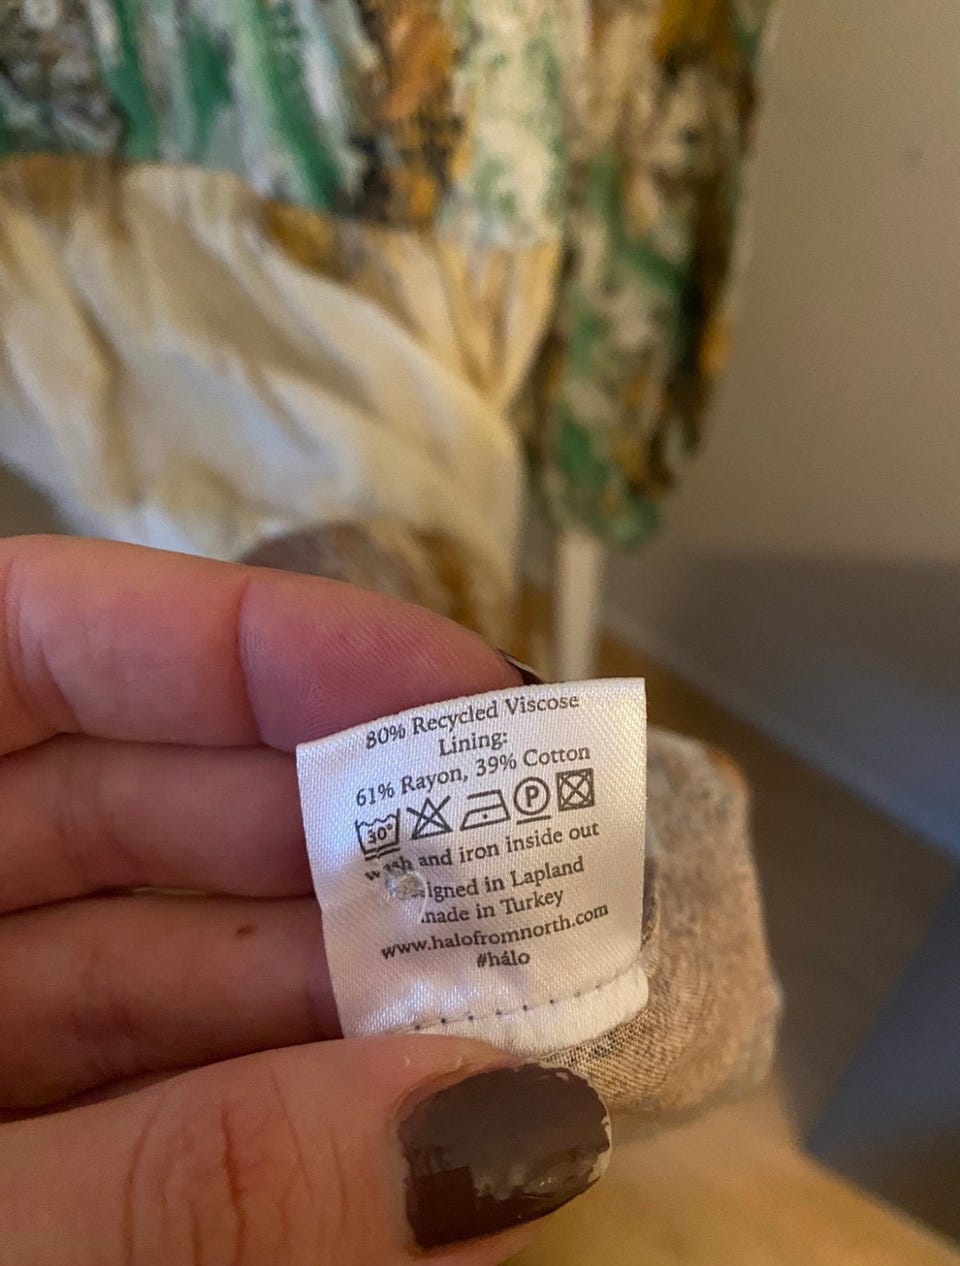 80% Recycled Viscose
Lining:
61% Rayon, 39% Cotton
30° P
and iron inside out
in Lapland
made in Turkey
www.halofromnorth.com
#hálo